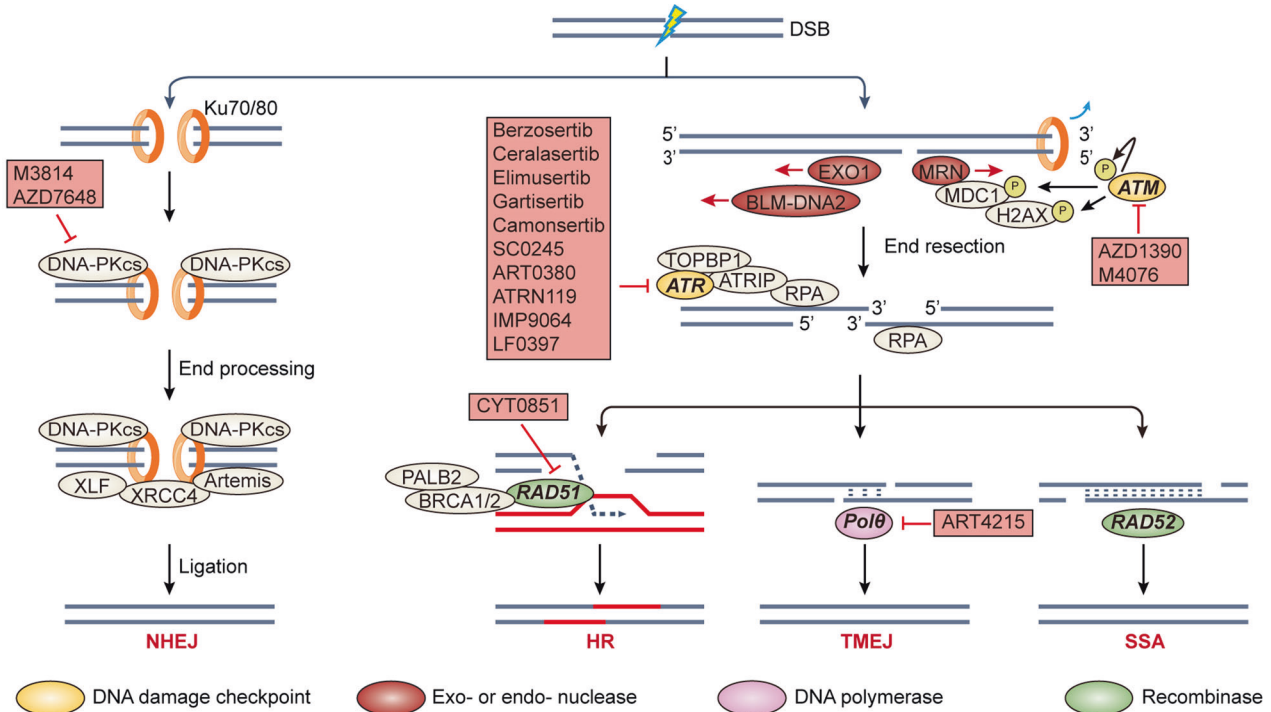 DSB
Ku70/80
M3814
AZD7648
DNA-PKcs
DNA-PKcs
End processing
DNA-PKcs
DNA-PKcs
XLF
XRCC4
Artemis
Ligation
NHEJ
Berzosertib
Ceralasertib
Elimusertib
Gartisertib
Camonsertib
SC0245
ART0380
ATRN119
IMP9064
LF0397
5’
3’
3’
5’
EXO1
BLM-DNA2
MRN
MDC1
P
H2AX
P
P
ATM
AZD1390
M4076
End resection
TOPBP1
ATR
ATRIP
RPA
3’
5’
5’
3’
RPA
CYT0851
PALB2
BRCA1/2
RAD51
HR
Polθ
ART4215
TMEJ
RAD52
SSA
DNA damage checkpoint
Exo- or endo- nuclease
DNA polymerase
Recombinase